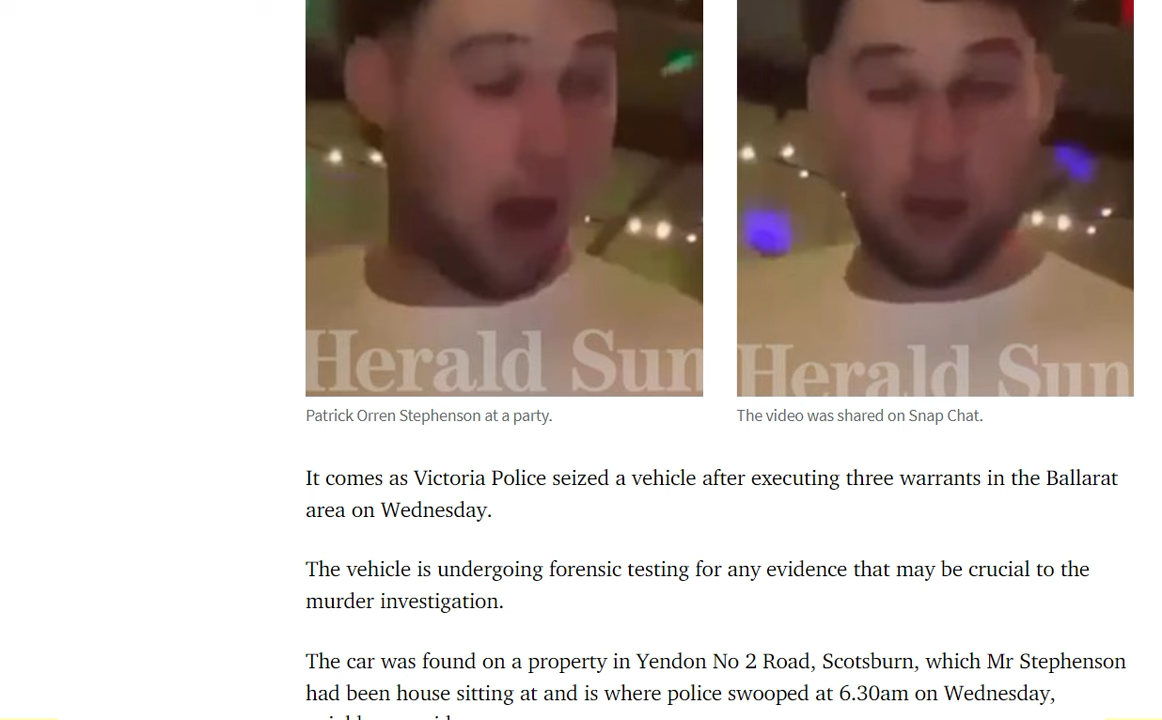 Herald Sun
Herald Sun
Patrick Orren Stephenson at a party.
The video was shared on Snap Chat.
It comes as Victoria Police seized a vehicle after executing three warrants in the Ballarat
area on Wednesday.
The vehicle is undergoing forensic testing for any evidence that may be crucial to the
murder investigation.
The car was found on a property in Yendon No 2 Road, Scotsburn, which Mr Stephenson
had been house sitting at and is where police swooped at 6.30am on Wednesday,